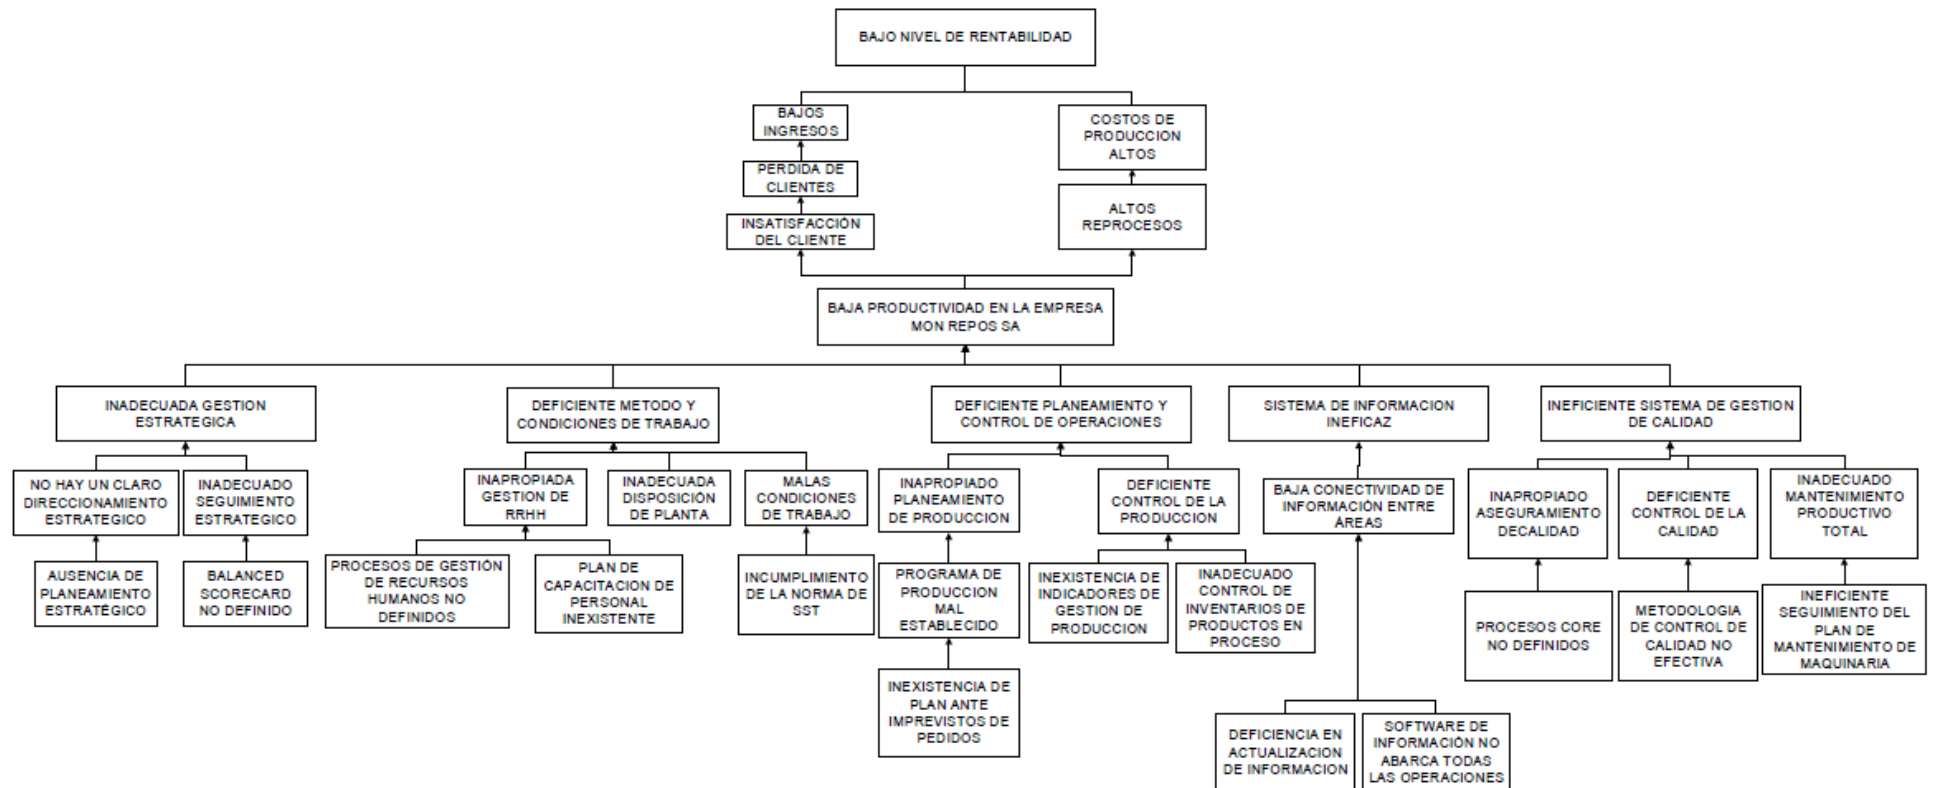 BAJO NIVEL DE RENTABILIDAD
BAJOS
INGRESOS
COSTOS DE
PRODUCCION
ALTOS
PERDIDA DE
CLIENTES
ALTOS
REPROCESOS
INSATISFACCIÓN
DEL CLIENTE
BAJA PRODUCTIVIDAD EN LA EMPRESA
MON REPOS SA
INADECUADA GESTION
ESTRATEGICA
DEFICIENTE METODO Y
CONDICIONES DE TRABAJO
DEFICIENTE PLANEAMIENTO Y
CONTROL DE OPERACIONES
SISTEMA DE INFORMACION
INEFICAZ
INEFICIENTE SISTEMA DE GESTION
DE CALIDAD
NO HAY UN CLARO
DIRECCIONAMIENTO
ESTRATEGICO
INADECUADO
SEGUIMIENTO
ESTRATEGICO
INAPROPIADA
GESTION DE
RRHH
INADECUADA
DISPOSICIÓN
DE PLANTA
MALAS
CONDICIONES
DE TRABAJO
INAPROPIADO
PLANEAMIENTO
DE PRODUCCION
DEFICIENTE
CONTROL DE LA
PRODUCCION
BAJA CONECTIVIDAD DE
INFORMACIÓN ENTRE
ÁREAS
INAPROPIADO
ASEGURAMIENTO
DECALIDAD
DEFICIENTE
CONTROL DE LA
CALIDAD
INADECUADO
MANTENIMIENTO
PRODUCTIVO
TOTAL
AUSENCIA DE
PLANEAMIENTO
ESTRATÉGICO
BALANCED
SCORECARD
NO DEFINIDO
PROCESOS DE GESTIÓN
DE RECURSOS
HUMANOS NO
DEFINIDOS
PLAN DE
CAPACITACION DE
PERSONAL
INEXISTENTE
INCUMPLIMIENTO
DE LA NORMA DE
SST
PROGRAMA DE
PRODUCCION
MAL
ESTABLECIDO
INEXISTENCIA DE
INDICADORES DE
GESTION DE
PRODUCCION
INADECUADO
CONTROL DE
INVENTARIOS DE
PRODUCTOS EN
PROCESO
PROCESOS CORE
NO DEFINIDOS
METODOLOGIA
DE CONTROL DE
CALIDAD NO
EFECTIVA
INEFICIENTE
SEGUIMIENTO DEL
PLAN DE
MANTENIMIENTO DE
MAQUINARIA
INEXISTENCIA DE
PLAN ANTE
IMPREVISTOS DE
PEDIDOS
DEFICIENCIA EN
ACTUALIZACION
DE INFORMACION
SOFTWARE DE
INFORMACIÓN NO
ABARCA TODAS
LAS OPERACIONES